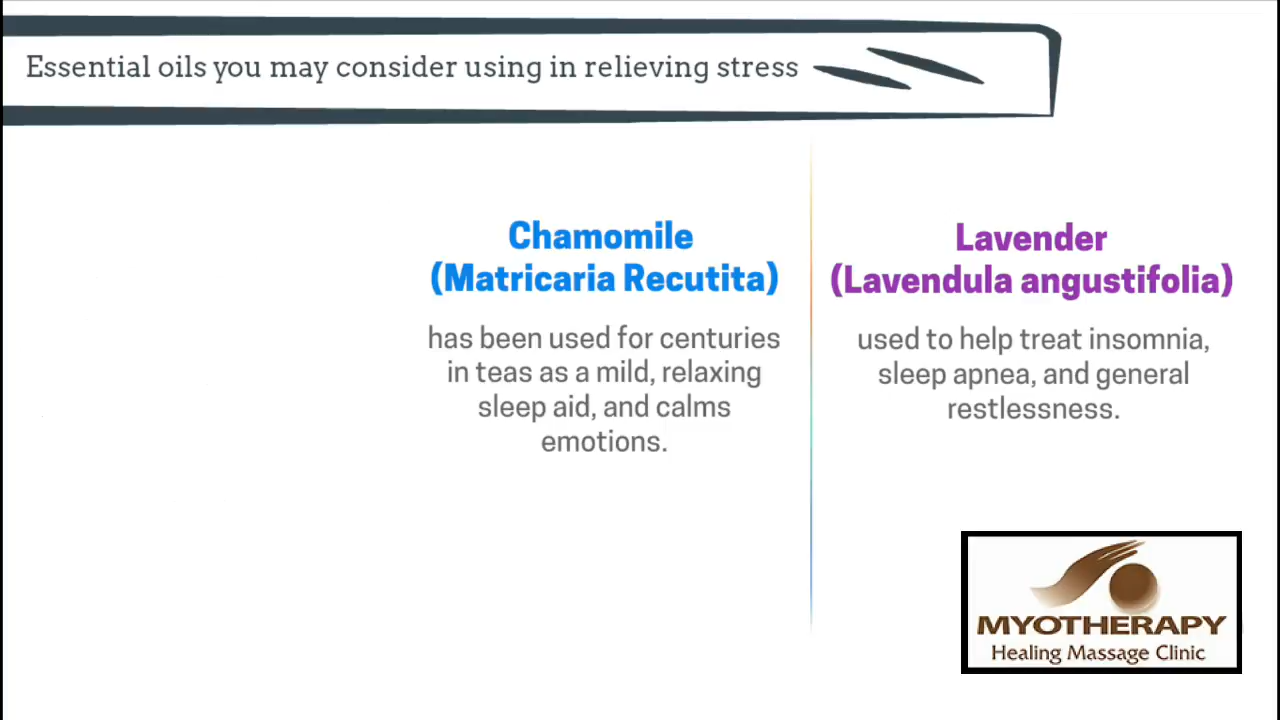 Essential oils you may consider using in relieving stress
Chamomile
(Matricaria Recutita)
has been used for centuries
in teas as a mild, relaxing
sleep aid, and calms
emotions.
Lavender
(Lavendula angustifolia)
used to help treat insomnia,
sleep apnea, and general
restlessness.
MYOTHERAPY
Healing Massage Clinic